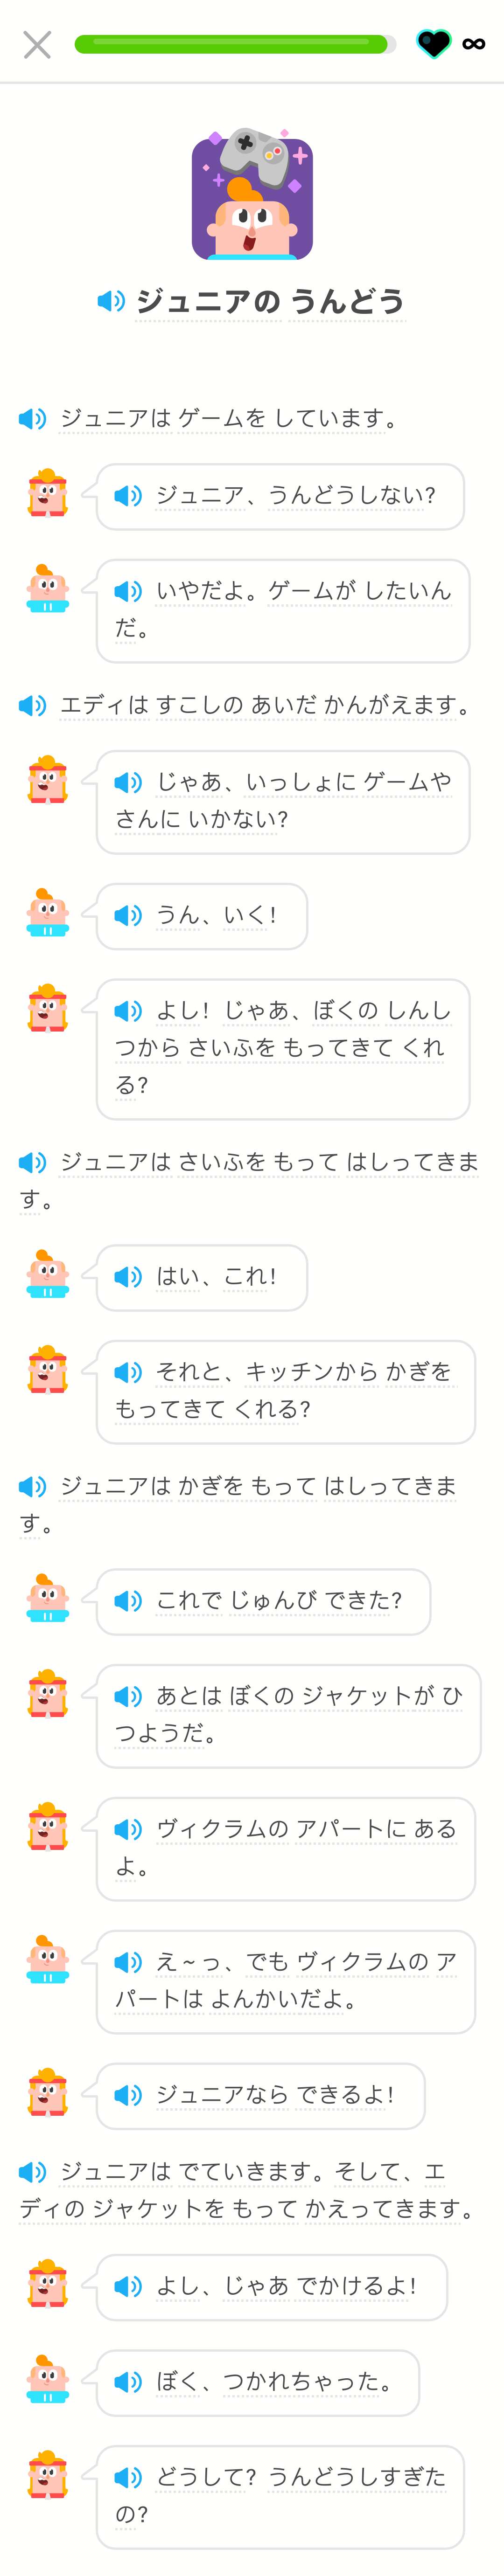 ジュニアの うんどう
ジュニアは ゲームを しています。
ジュニア、うんどうしない?
いやだよ。ゲームが したいん
だ。
エディは すこしの あいだ かんがえます。
じゃあ、いっしょに ゲームや
さんに いかない?
うん、いく!
よし! じゃあ、ぼくの しんし
つから さいふを もってきて くれ
る?
ジュニアは さいふを もって はしってきま
す。
はい、これ!
それと、キッチンから かぎを
もってきて くれる?
ジュニアは かぎを もって はしってきま
す。
これで じゅんび できた?
あとは ぼくの ジャケットが ひ
つようだ。
ヴィクラムの アパートに ある
よ。
え~っ、でも ヴィクラムの ア
パートは よんかいだよ。
ジュニアなら できるよ!
ジュニアは でていきます。そして、エ
ディの ジャケットを もって かえってきます。
よし、じゃあ でかけるよ!
ぼく、つかれちゃった。
どうして? うんどうしすぎた
の?